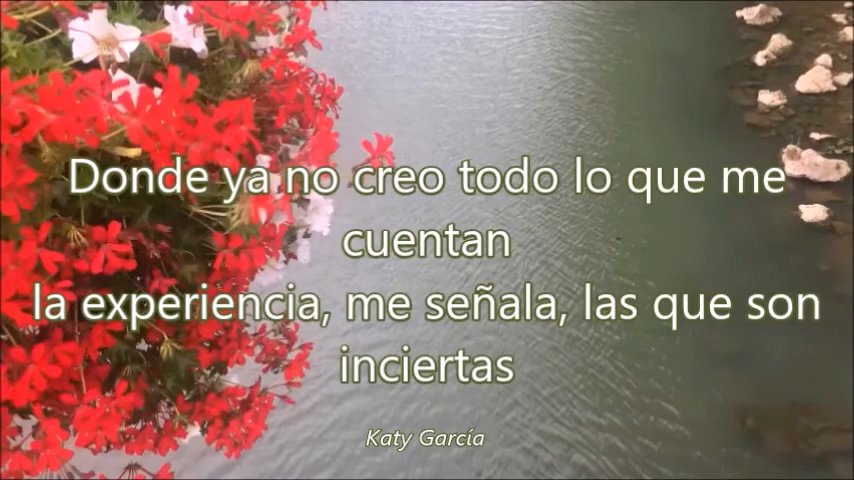 Donde ya no creo todo lo que me
cuentan
la experiencia, me señala, las que son
inciertas
Katy García